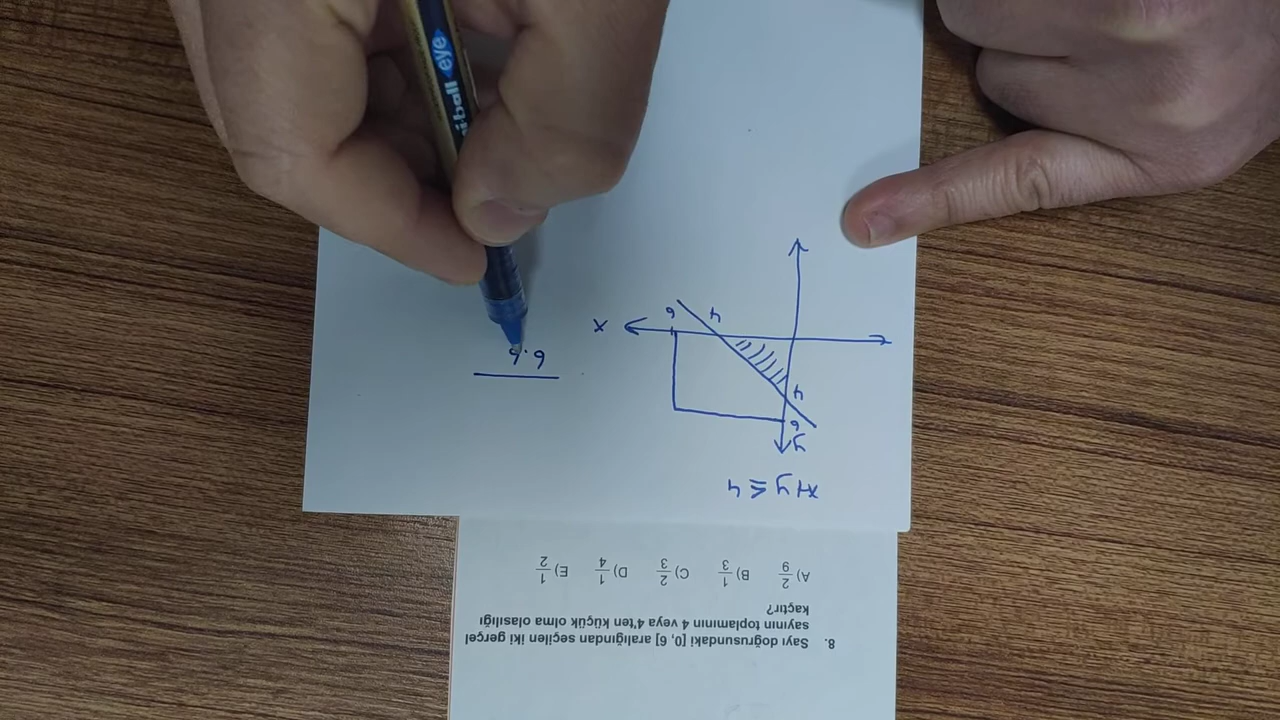 8. Sayı doğrusundaki [0, 6] aralığından seçilen iki gerçel
sayının toplamının 4 veya 4'ten küçük olma olasılığı
kaçtır?
A) 2/9 B) 1/3 C) 2/3 D) 1/4 E) 1/2
x+y ≤ 4
y
6
4
4 6 x
6.6
eye